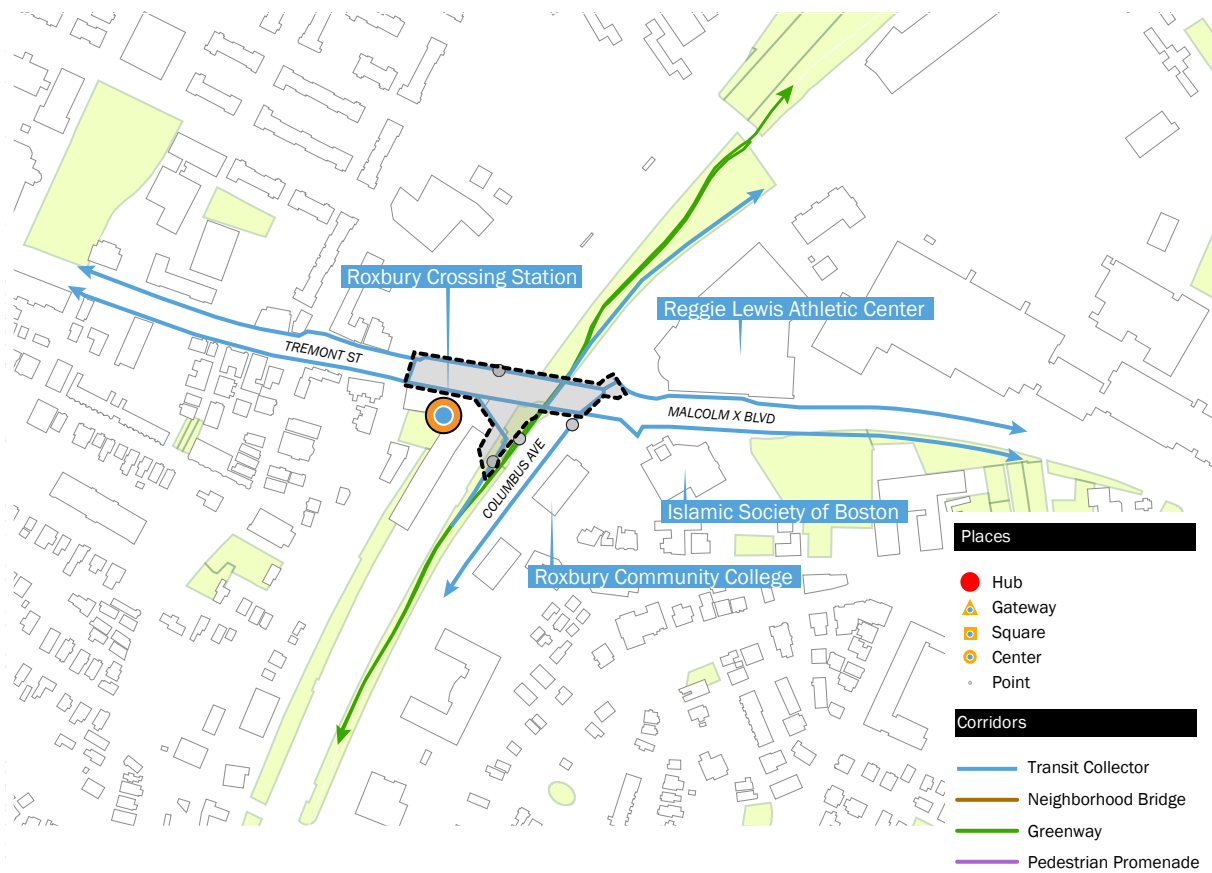 Roxbury Crossing Station
Reggie Lewis Athletic Center
TREMONT ST
MALCOLM X BLVD
COLUMBUS AVE
Islamic Society of Boston
Roxbury Community College
Places
Hub
Gateway
Square
Center
Point
Corridors
Transit Collector
Neighborhood Bridge
Greenway
Pedestrian Promenade